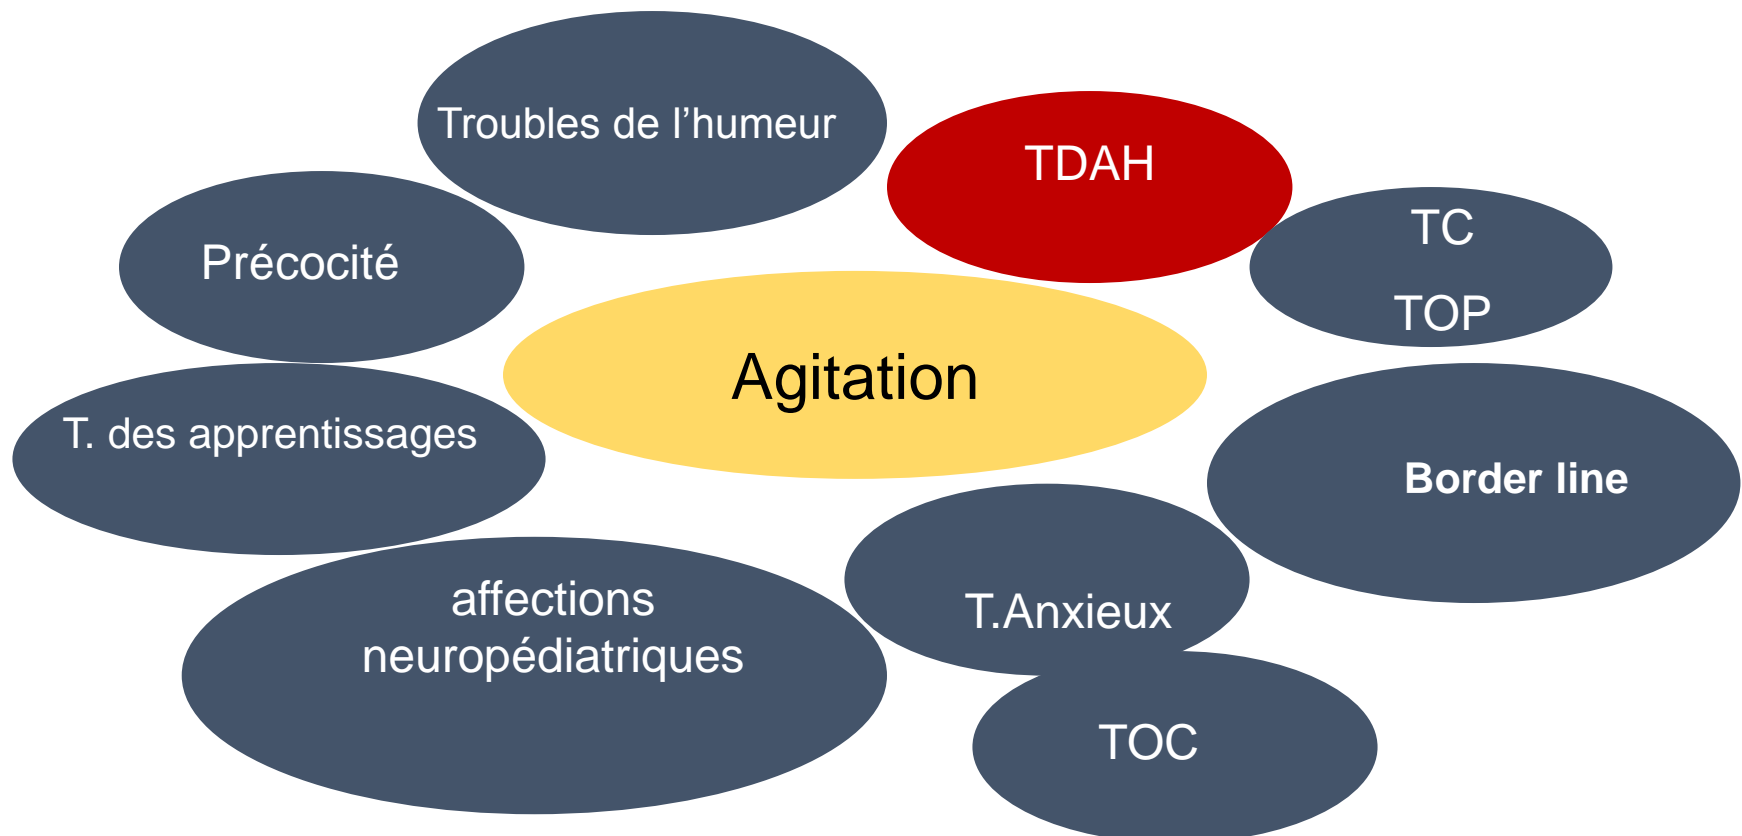 Troubles de l’humeur
TDAH
TC
TOP
Précocité
Agitation
T. des apprentissages
Border line
affections
neuropédiatriques
T.Anxieux
TOC